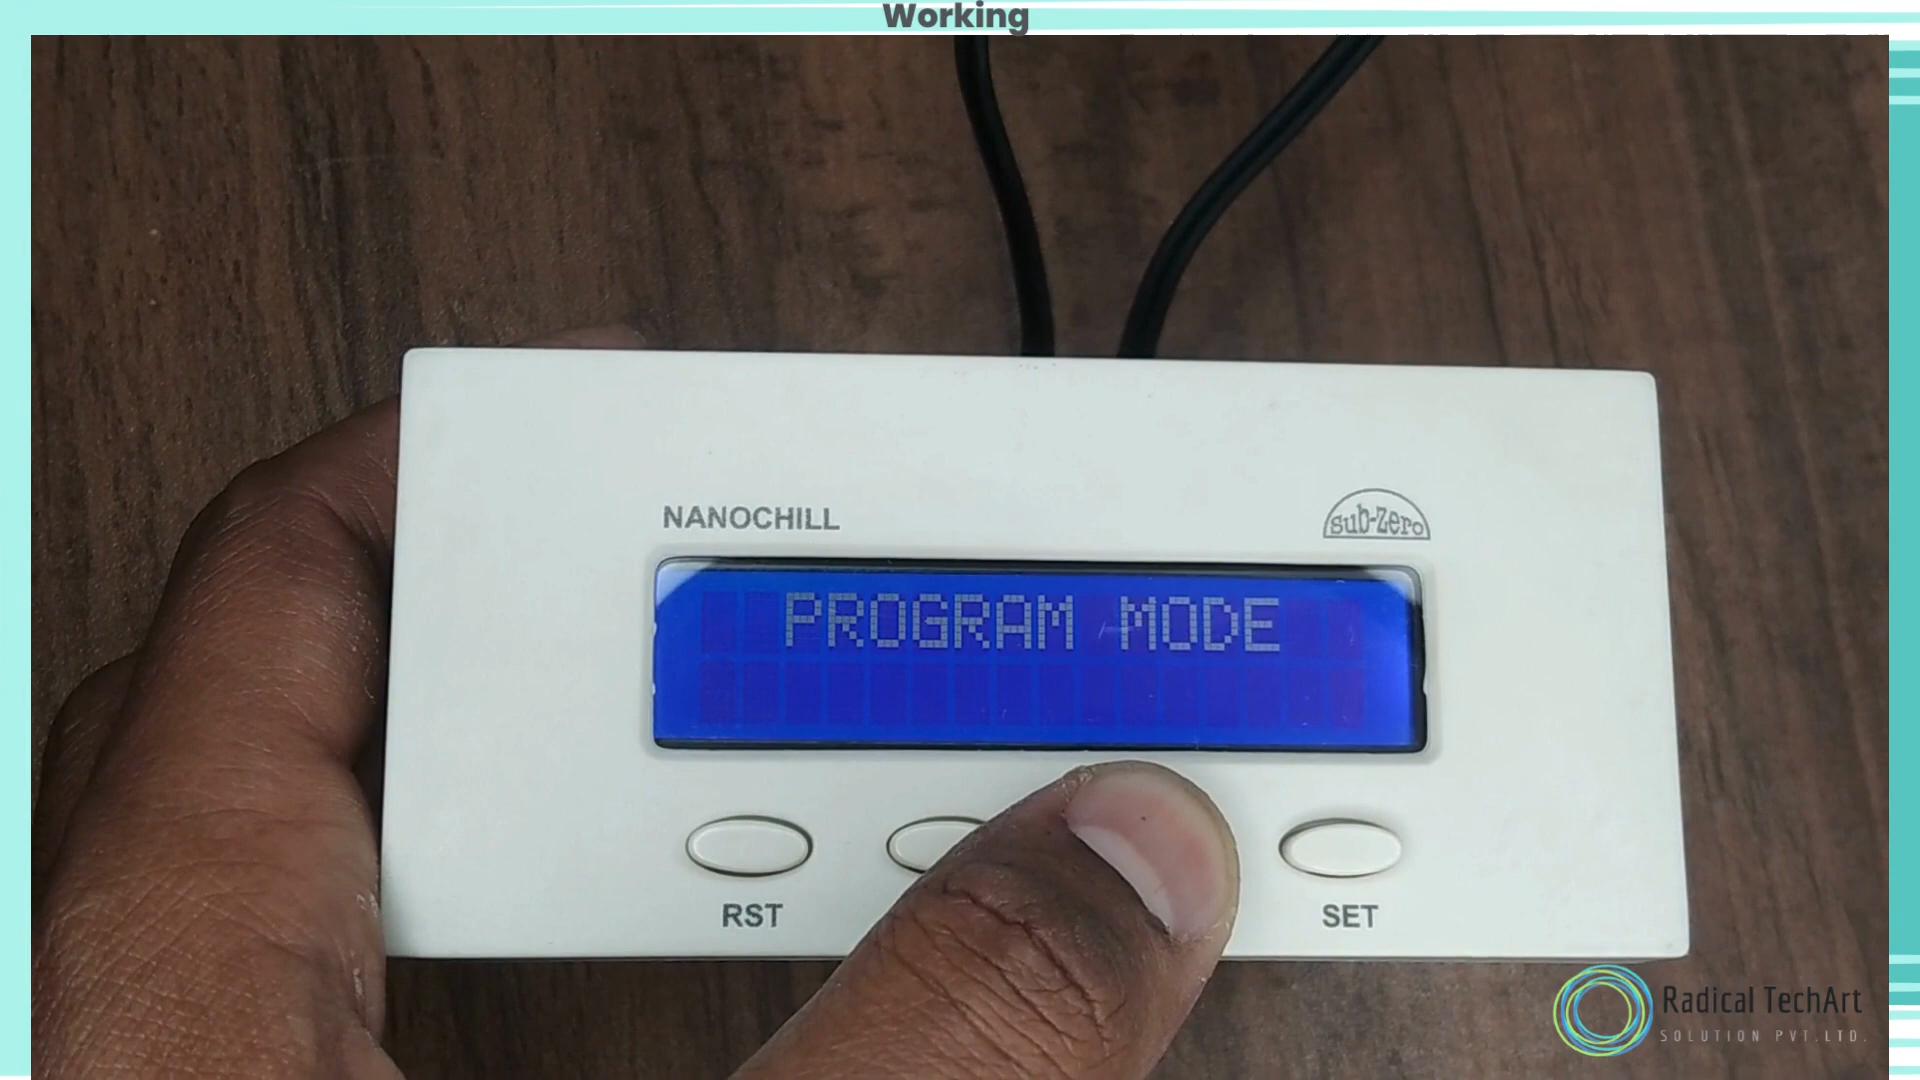 Working
NANOCHILL
sub-zero
PROGRAM MODE
RST
SET
Radical TechArt
SOLUTION PVT.LTD.